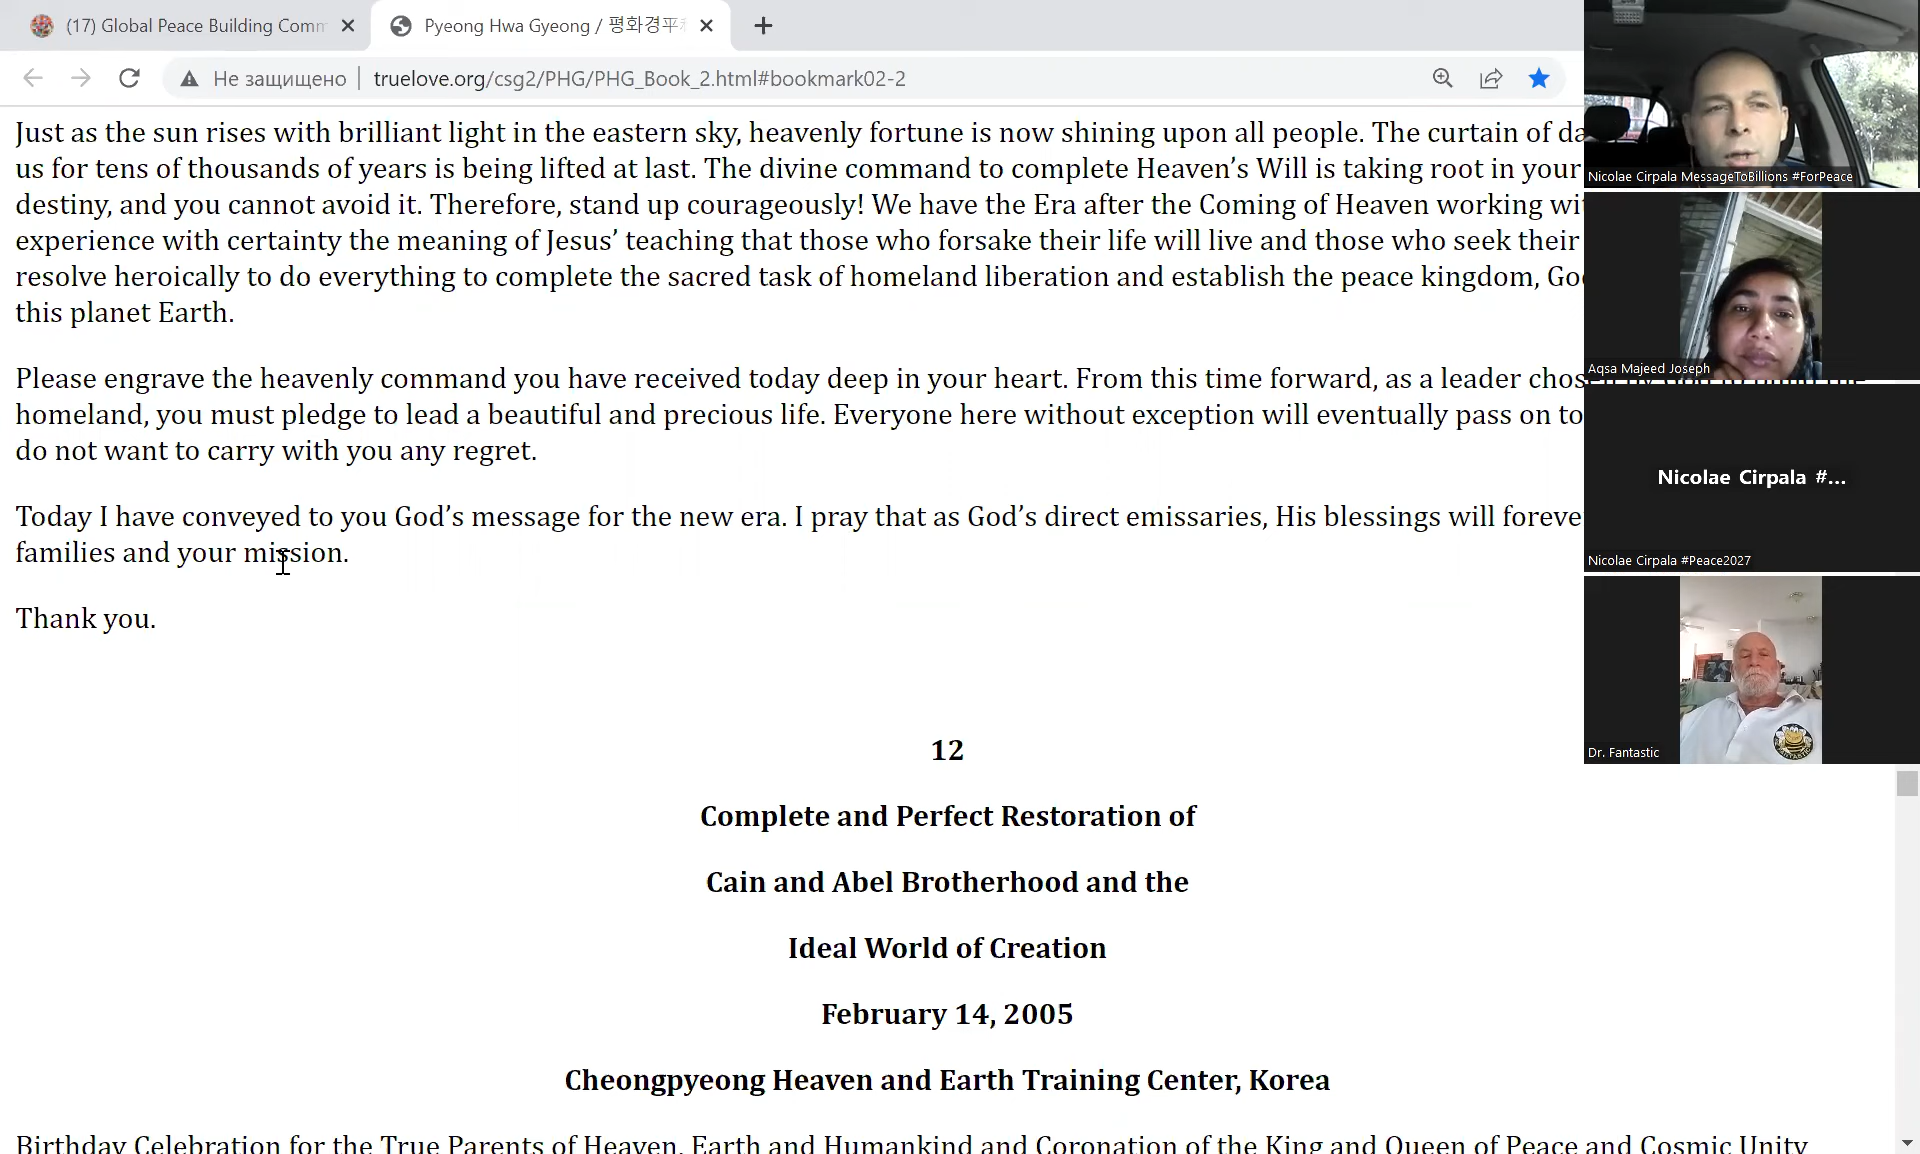 (17) Global Peace Building Comm
Pyeong Hwa Gyeong / 평화경平
Не защищено
truelove.org/csg2/PHG/PHG_Book_2.html#bookmark02-2
Just as the sun rises with brilliant light in the eastern sky, heavenly fortune is now shining upon all people. The curtain of da
us for tens of thousands of years is being lifted at last. The divine command to complete Heaven’s Will is taking root in your
destiny, and you cannot avoid it. Therefore, stand up courageously! We have the Era after the Coming of Heaven working wi
experience with certainty the meaning of Jesus’ teaching that those who forsake their life will live and those who seek their
resolve heroically to do everything to complete the sacred task of homeland liberation and establish the peace kingdom, Go
this planet Earth.
Please engrave the heavenly command you have received today deep in your heart. From this time forward, as a leader chosen by God to build the
homeland, you must pledge to lead a beautiful and precious life. Everyone here without exception will eventually pass on to
do not want to carry with you any regret.
Today I have conveyed to you God’s message for the new era. I pray that as God’s direct emissaries, His blessings will foreve
families and your mission.
Thank you.
12
Complete and Perfect Restoration of
Cain and Abel Brotherhood and the
Ideal World of Creation
February 14, 2005
Cheongpyeong Heaven and Earth Training Center, Korea
Birthday Celebration for the True Parents of Heaven, Earth and Humankind and Coronation of the King and Queen of Peace and Cosmic Unity
Nicolae Cirpala MessageToBillions #ForPeace
Aqsa Majeed Joseph
Nicolae Cirpala #...
Nicolae Cirpala #Peace2027
Dr. Fantastic